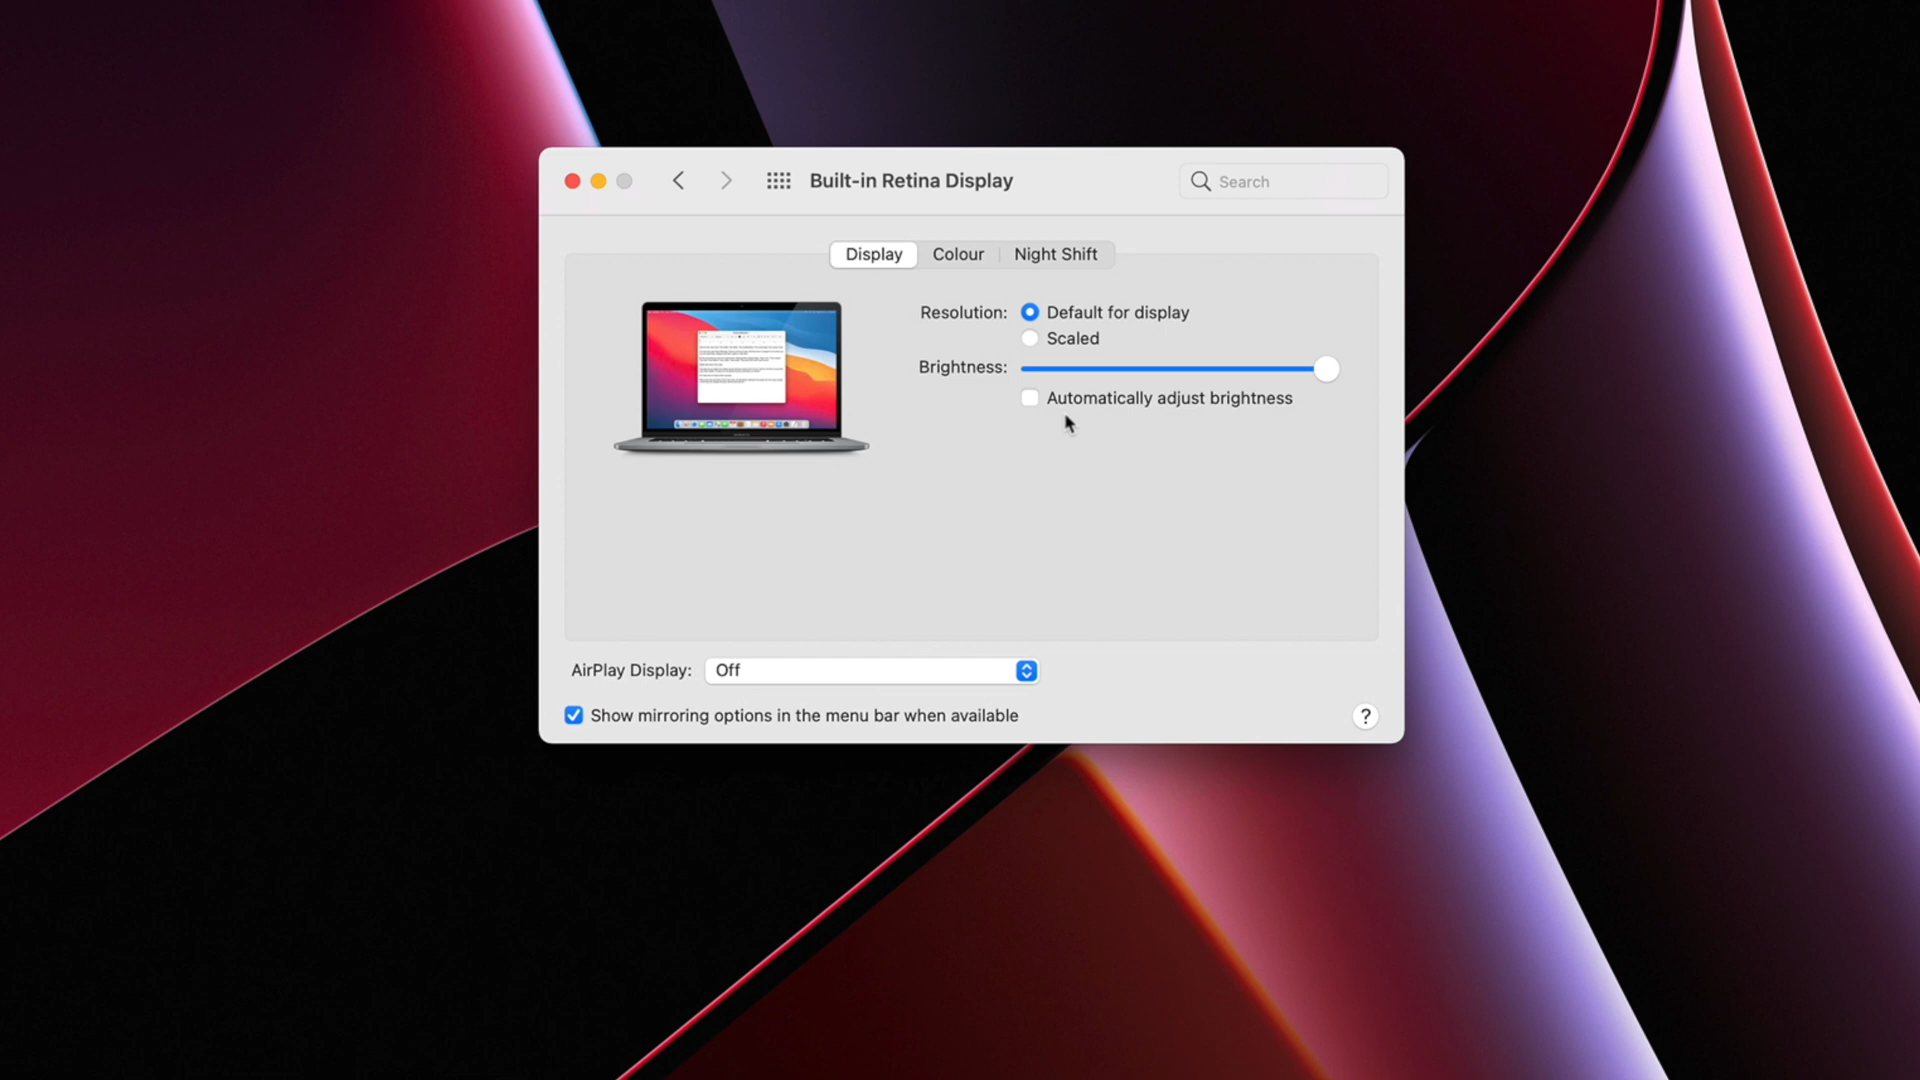 Built-in Retina Display
Search
Display Colour Night Shift
Resolution: Default for display
Scaled
Brightness:
Automatically adjust brightness
AirPlay Display: Off
Show mirroring options in the menu bar when available
?